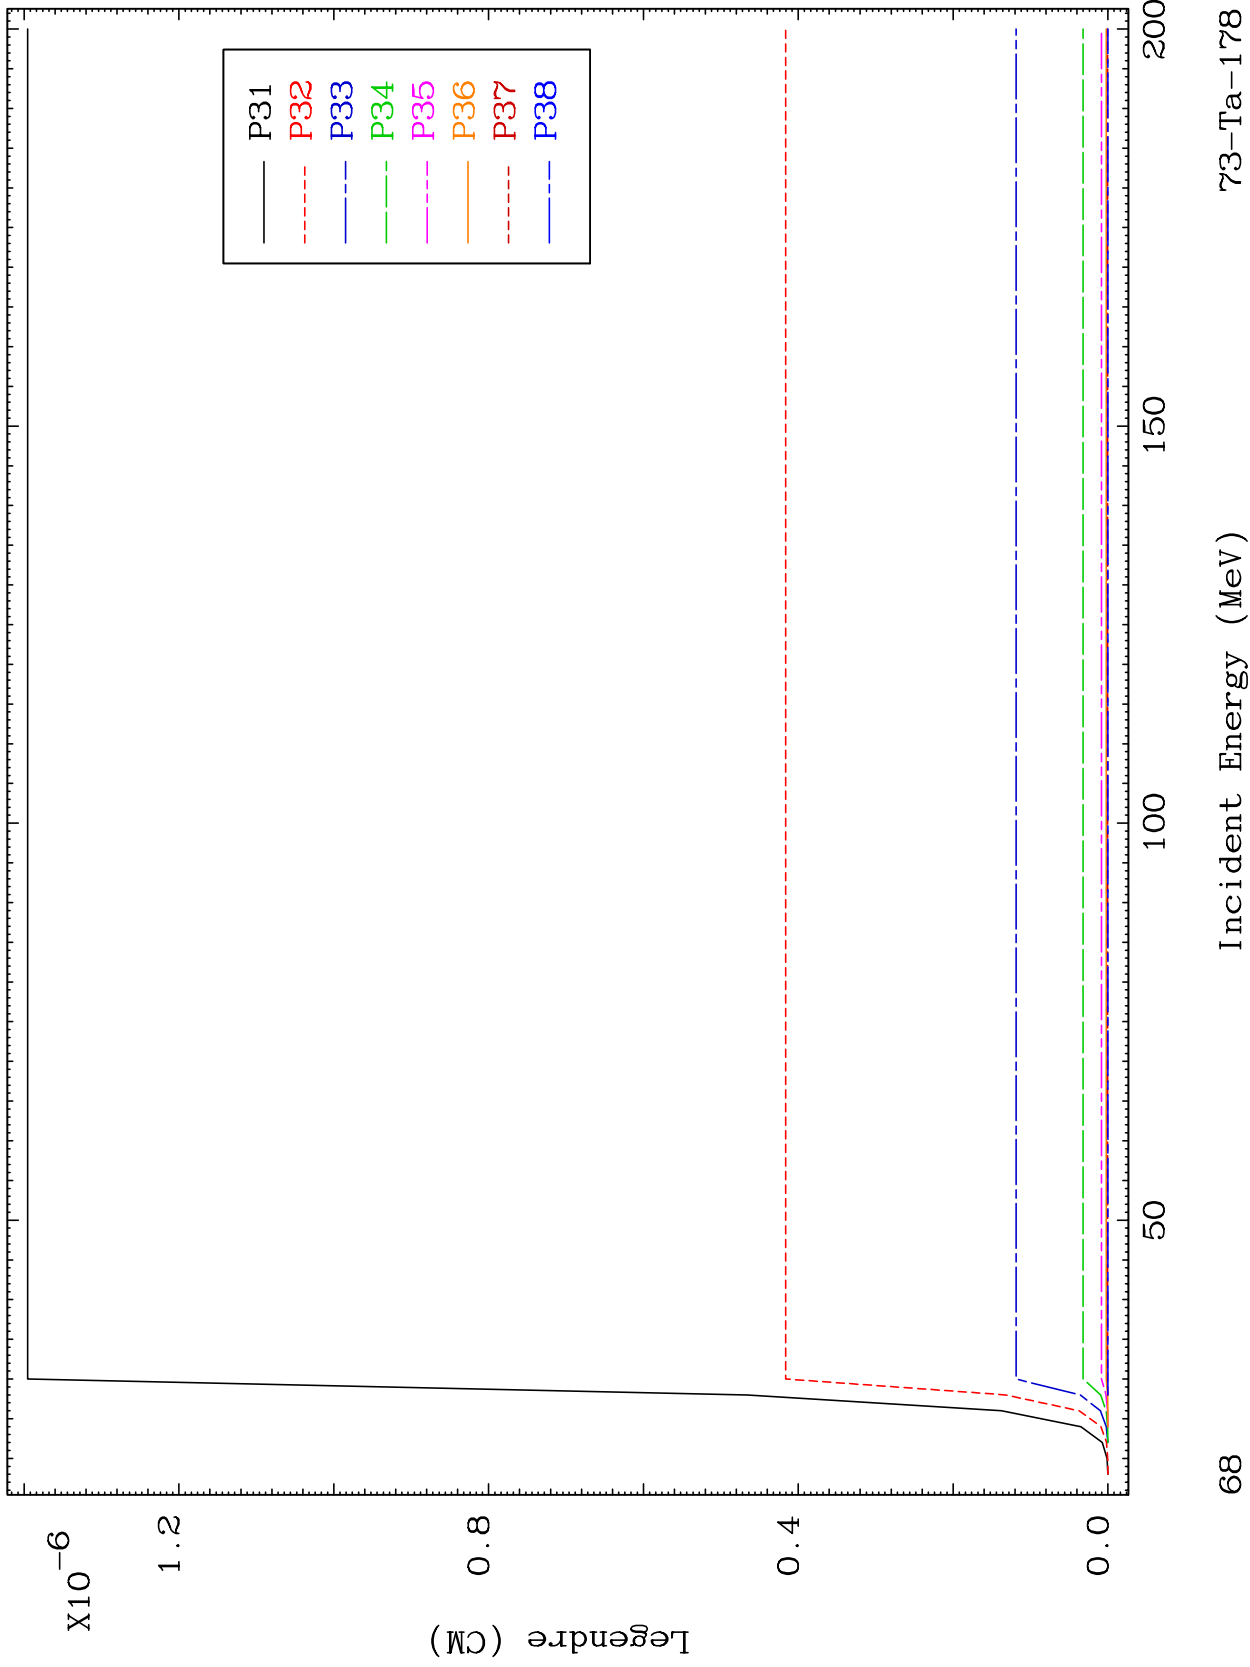 X10-6
1.2
0.8
0.4
0.0
Legendre (CM)
P31
P32
P33
P34
P35
P36
P37
P38
50
100
150
200
68
Incident Energy (MeV)
73-Ta-178